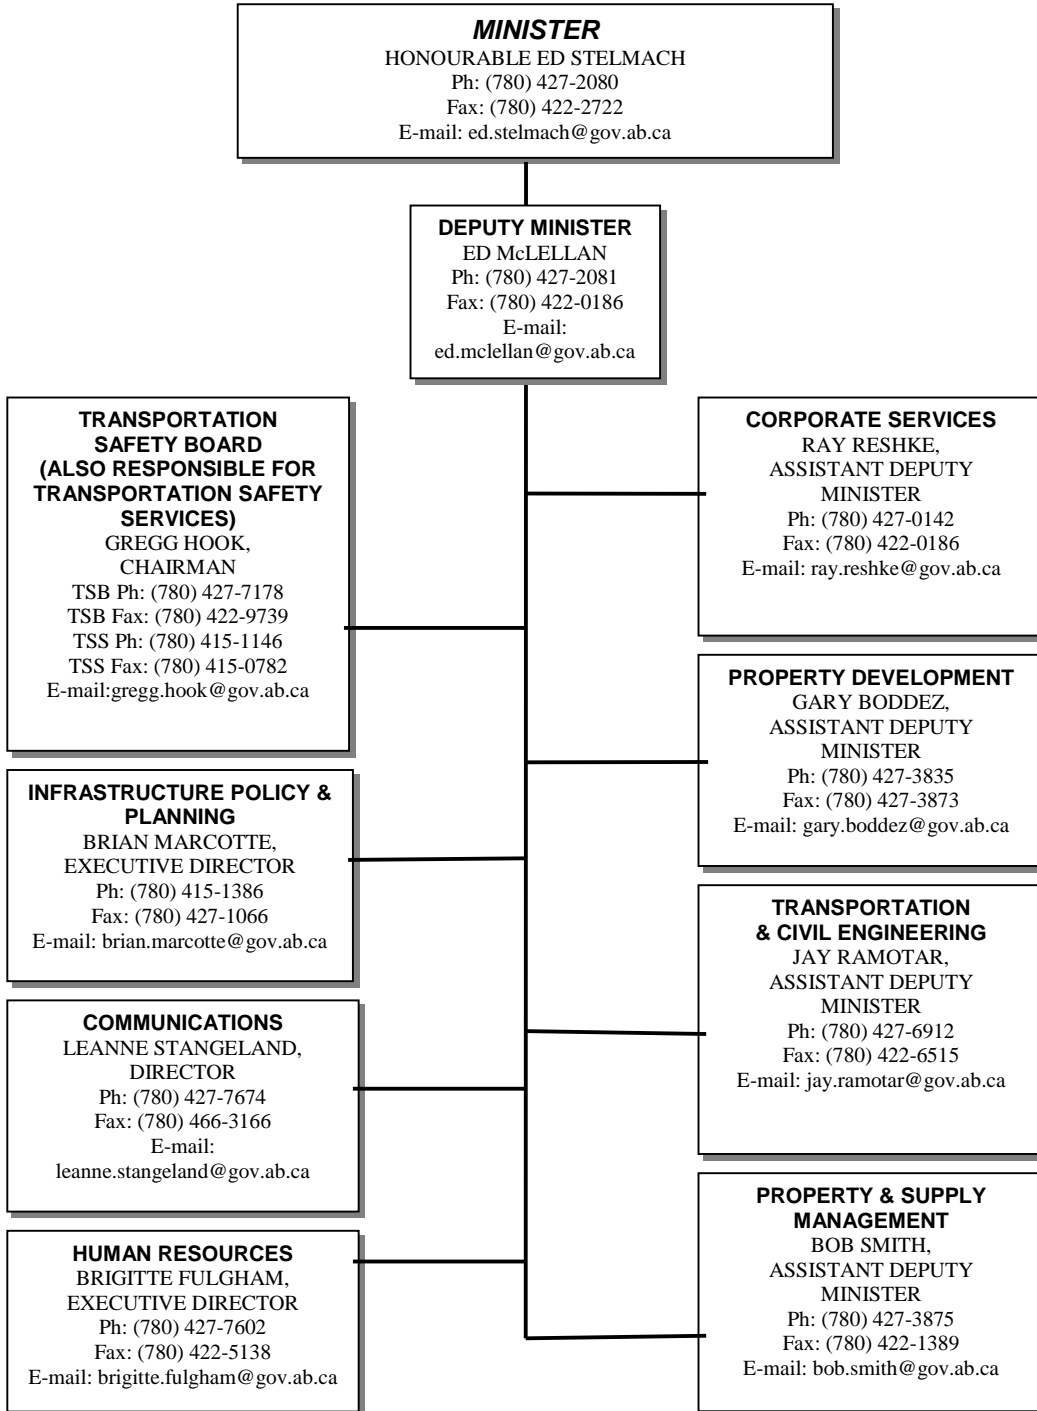 MINISTER
HONOURABLE ED STELMACH
Ph: (780) 427-2080
Fax: (780) 422-2722
E-mail: ed.stelmach@gov.ab.ca
DEPUTY MINISTER
ED McLELLAN
Ph: (780) 427-2081
Fax: (780) 422-0186
E-mail:
ed.mclellan@gov.ab.ca
TRANSPORTATION
SAFETY BOARD
(ALSO RESPONSIBLE FOR
TRANSPORTATION SAFETY
SERVICES)
GREGG HOOK,
CHAIRMAN
TSB Ph: (780) 427-7178
TSB Fax: (780) 422-9739
TSS Ph: (780) 415-1146
TSS Fax: (780) 415-0782
E-mail:gregg.hook@gov.ab.ca
INFRASTRUCTURE POLICY &
PLANNING
BRIAN MARCOTTE,
EXECUTIVE DIRECTOR
Ph: (780) 415-1386
Fax: (780) 427-1066
E-mail: brian.marcotte@gov.ab.ca
COMMUNICATIONS
LEANNE STANGELAND,
DIRECTOR
Ph: (780) 427-7674
Fax: (780) 466-3166
E-mail:
leanne.stangeland@gov.ab.ca
HUMAN RESOURCES
BRIGITTE FULGHAM,
EXECUTIVE DIRECTOR
Ph: (780) 427-7602
Fax: (780) 422-5138
E-mail: brigitte.fulgham@gov.ab.ca
CORPORATE SERVICES
RAY RESHKE,
ASSISTANT DEPUTY
MINISTER
Ph: (780) 427-0142
Fax: (780) 422-0186
E-mail: ray.reshke@gov.ab.ca
PROPERTY DEVELOPMENT
GARY BODDEZ,
ASSISTANT DEPUTY
MINISTER
Ph: (780) 427-3835
Fax: (780) 427-3873
E-mail: gary.boddez@gov.ab.ca
TRANSPORTATION
& CIVIL ENGINEERING
JAY RAMOTAR,
ASSISTANT DEPUTY
MINISTER
Ph: (780) 427-6912
Fax: (780) 422-6515
E-mail: jay.ramotar@gov.ab.ca
PROPERTY & SUPPLY
MANAGEMENT
BOB SMITH,
ASSISTANT DEPUTY
MINISTER
Ph: (780) 427-3875
Fax: (780) 422-1389
E-mail: bob.smith@gov.ab.ca